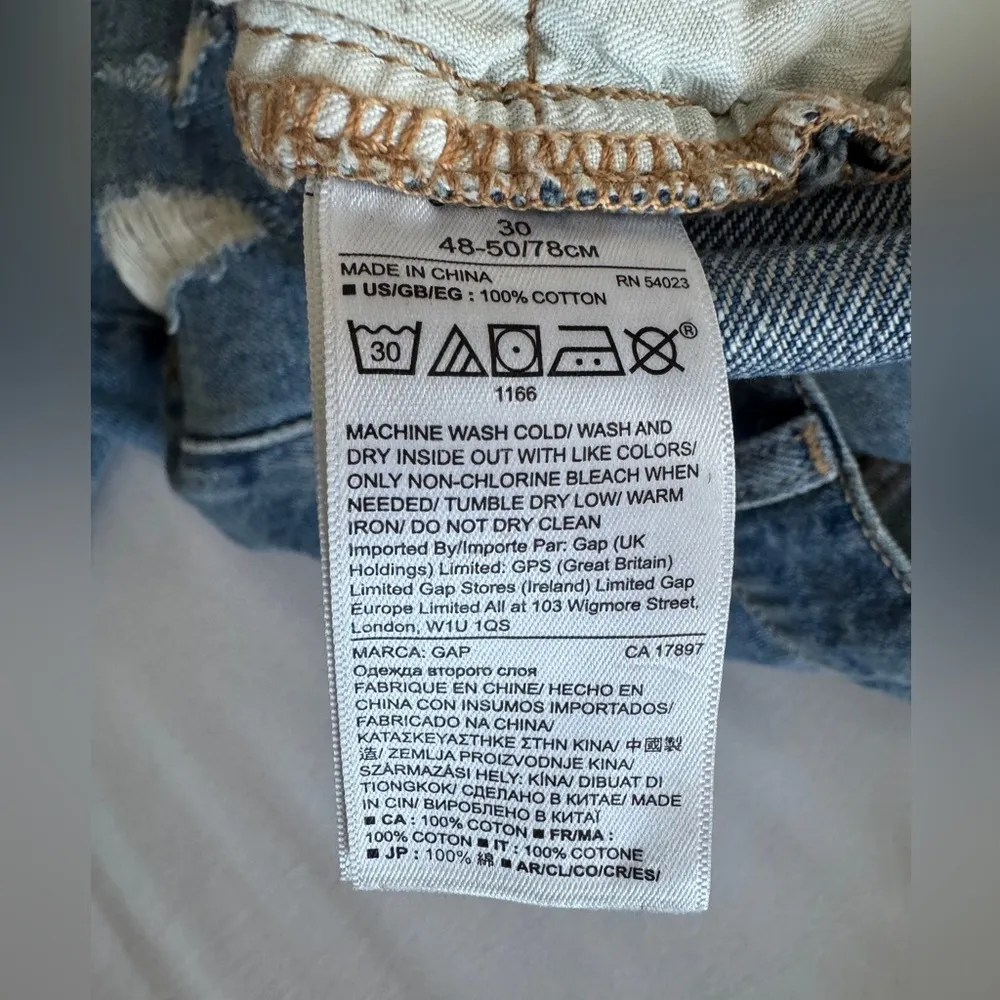 30
48-50/78CM
MADE IN CHINA RN 54023
■ US/GB/EG : 100% COTTON
30 ®
1166
MACHINE WASH COLD/ WASH AND
DRY INSIDE OUT WITH LIKE COLORS/
ONLY NON-CHLORINE BLEACH WHEN
NEEDED/ TUMBLE DRY LOW/ WARM
IRON/ DO NOT DRY CLEAN
Imported By/Importe Par: Gap (UK
Holdings) Limited: GPS (Great Britain)
Limited Gap Stores (Ireland) Limited Gap
Europe Limited All at 103 Wigmore Street,
London, W1U 1QS
MARCA: GAP CA 17897
Одежда второго слоя
FABRIQUE EN CHINE/ HECHO EN
CHINA CON INSUMOS IMPORTADOS/
FABRICADO NA CHINA/
ΚΑΤΑΣΚΕΥΑΣΤΗΚΕ ΣΤΗΝ ΚΙΝΑ/ 中國製
造/ ZEMLJA PROIZVODNJE KINA/
SZÁRMAZÁSI HELY: KÍNA/ DIBUAT DI
TIONGKOK/ СДЕЛАНО В КИТАЕ/ MADE
IN CIN/ ВИРОБЛЕНО В КИТАЇ
■ CA : 100% COTON ■ FR/MA :
100% COTON ■ IT : 100% COTONE
■ JP : 100% 綿 ■ AR/CL/CO/CR/ES/